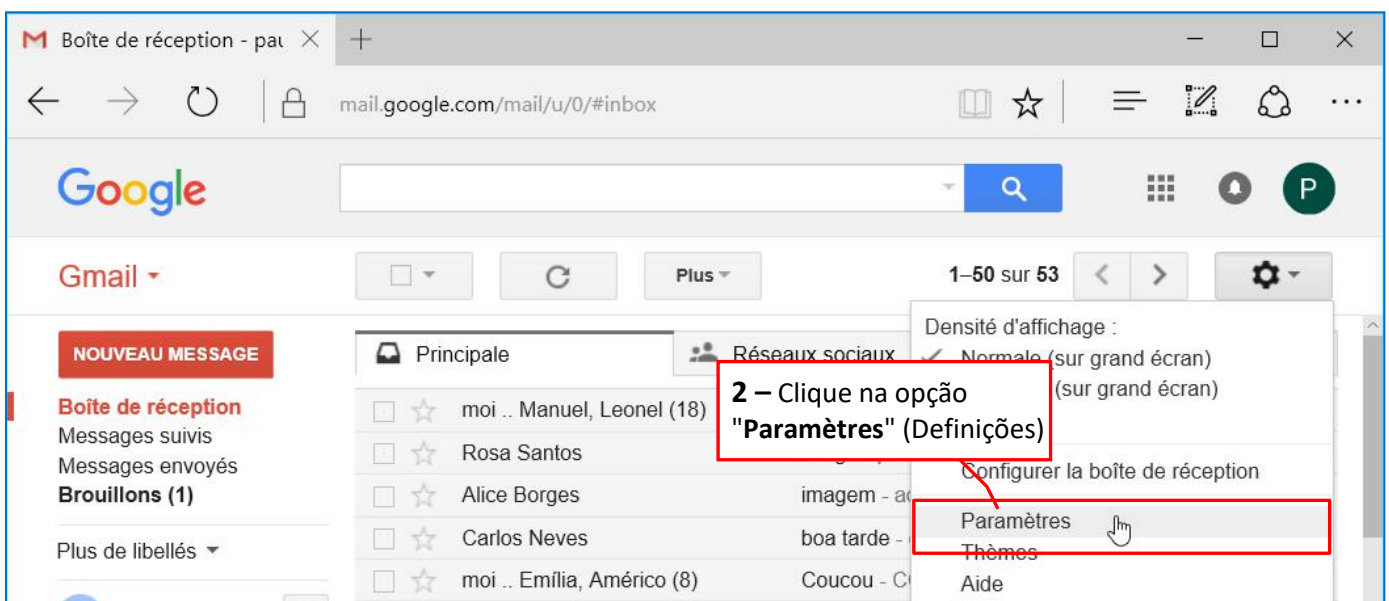 Boîte de réception - pau
mail.google.com/mail/u/0/#inbox
Google
P
Gmail
Plus
1–50 sur 53
Densité d'affichage :
NOUVEAU MESSAGE
Principale
Réseaux sociaux
Normale (sur grand écran)
(sur grand écran)
2 – Clique na opção
"Paramètres" (Definições)
Boîte de réception
moi .. Manuel, Leonel (18)
Messages suivis
Rosa Santos
Messages envoyés
Configurer la boîte de réception
Brouillons (1)
Alice Borges
imagem -
Paramètres
Carlos Neves
boa tarde -
Plus de libellés
Thèmes
moi .. Emília, Américo (8)
Coucou -
Aide